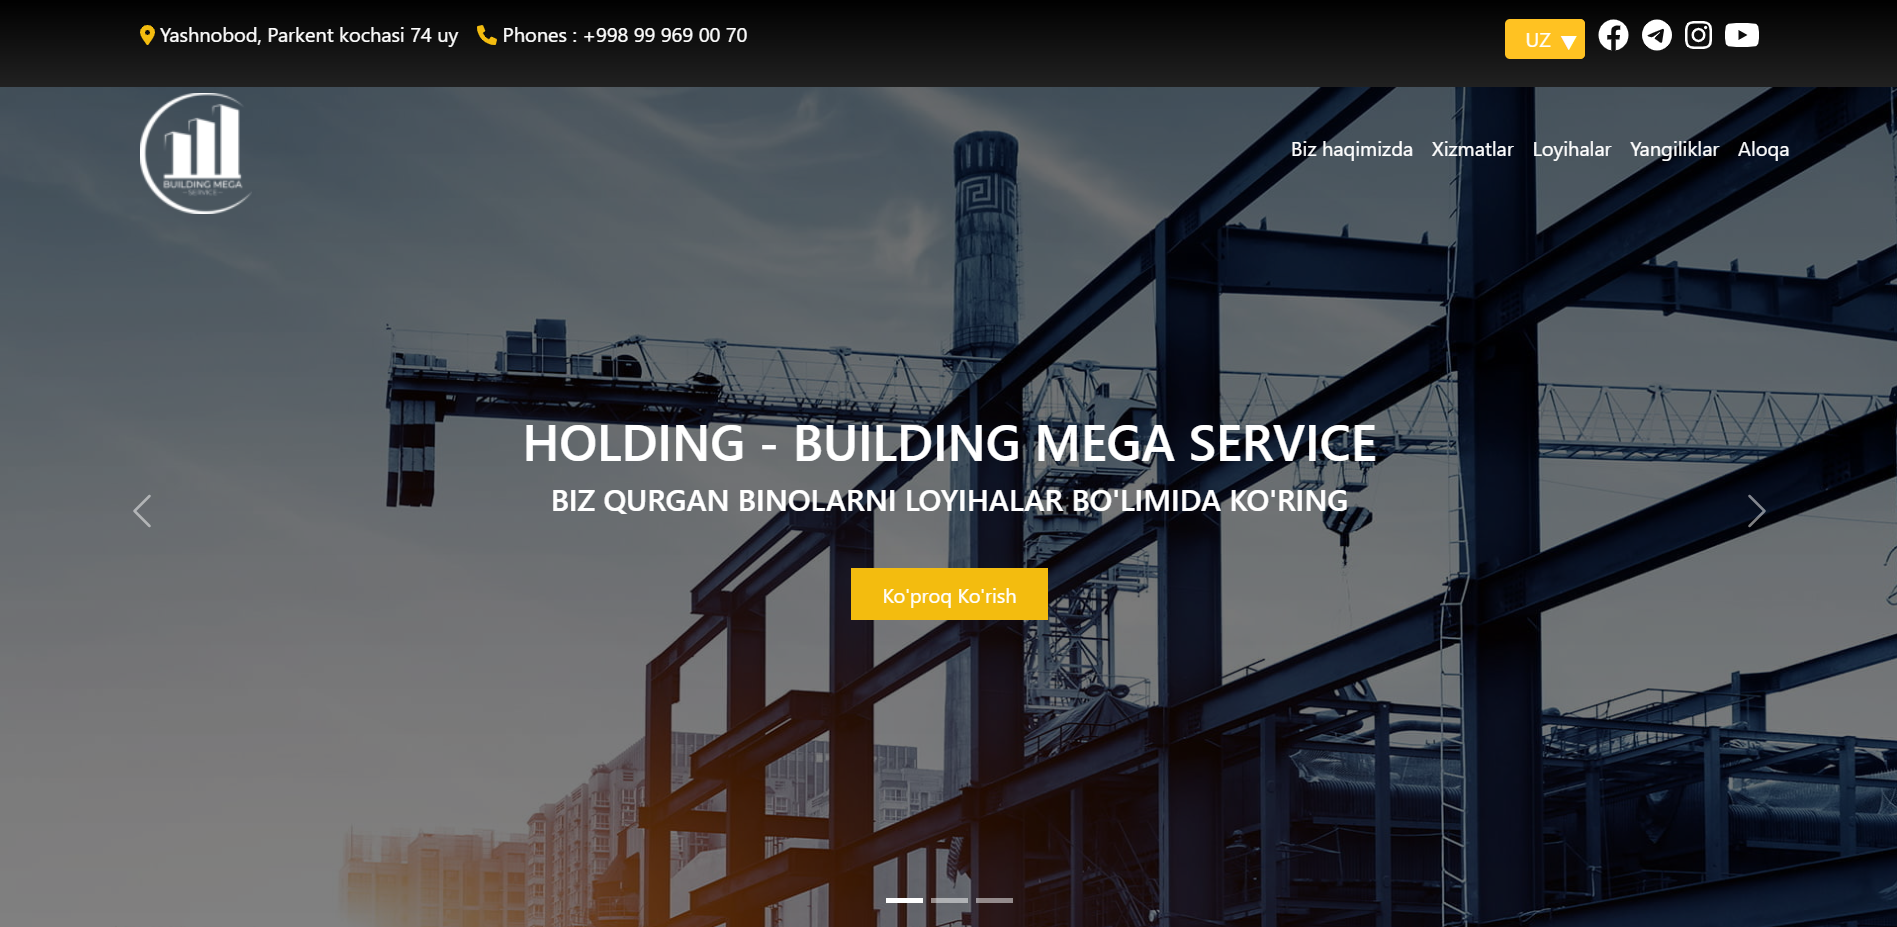 Yashnobod, Parkent kochasi 74 uy Phones : +998 99 969 00 70
UZ
BUILDING MEGA
SERVICE
Biz haqimizda Xizmatlar Loyihalar Yangiliklar Aloqa
HOLDING - BUILDING MEGA SERVICE
BIZ QURGAN BINOLARNI LOYIHALAR BO'LIMIDA KO'RING
Ko'proq Ko'rish